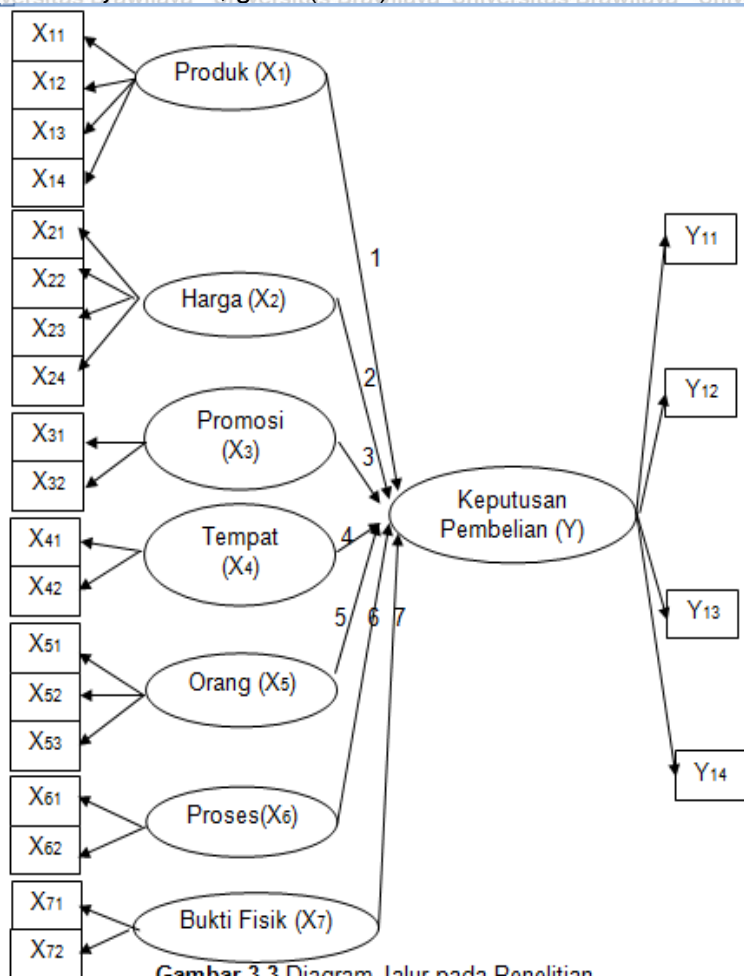 X11
X12
X13
X14
Produk (X1)
X21
X22
X23
X24
Harga (X2)
X31
X32
Promosi
(X3)
X41
X42
Tempat
(X4)
X51
X52
X53
Orang (X5)
X61
X62
Proses(X6)
X71
X72
Bukti Fisik (X7)
1
2
3
4
5
6
7
Keputusan
Pembelian (Y)
Y11
Y12
Y13
Y14
Gambar 3.3 Diagram Jalur pada Penelitian